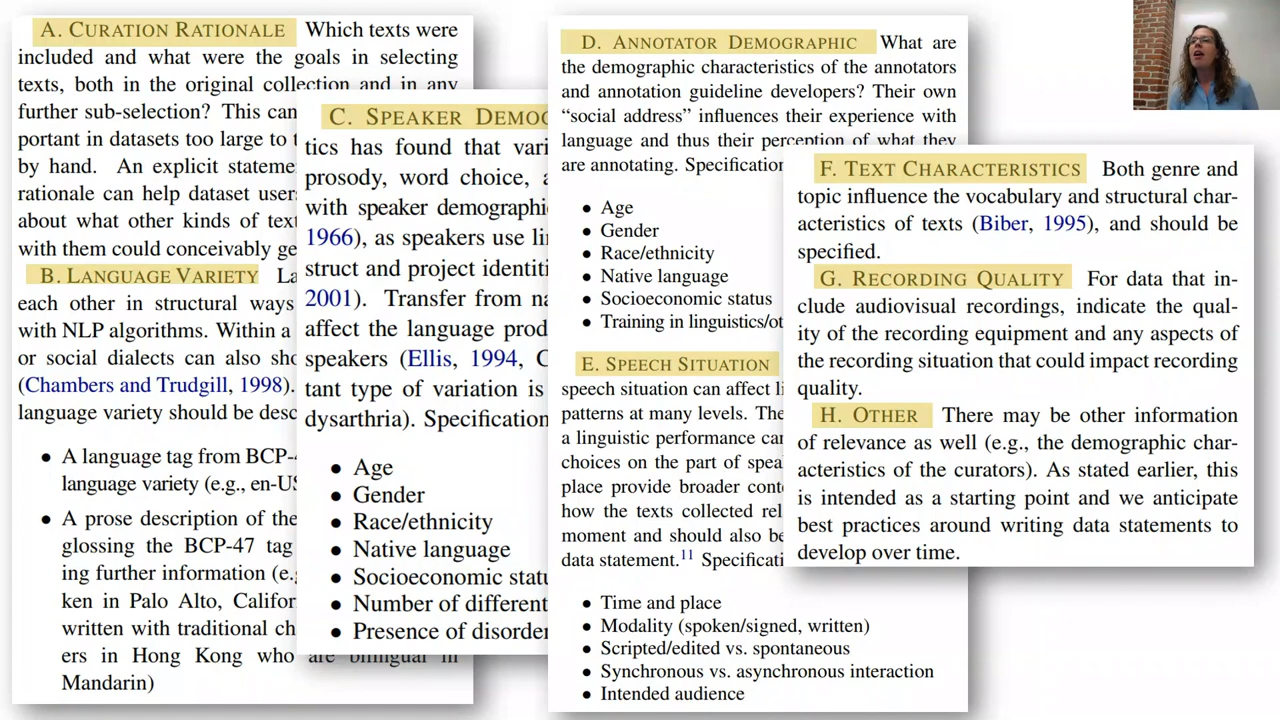 A. CURATION RATIONALE Which texts were
included and what were the goals in selecting
texts, both in the original collection and in any
further sub-selection? This can
portant in datasets too large to
by hand. An explicit stateme
rationale can help dataset users
about what other kinds of tex
with them could conceivably ge
B. LANGUAGE VARIETY La
each other in structural ways
with NLP algorithms. Within a
or social dialects can also sho
(Chambers and Trudgill, 1998).
language variety should be desc
• A language tag from BCP-4
language variety (e.g., en-US
• A prose description of the
glossing the BCP-47 tag
ing further information (e.g
ken in Palo Alto, Califor
written with traditional ch
ers in Hong Kong who are bilingual in
Mandarin)
C. SPEAKER DEMOG
tics has found that vari
prosody, word choice, a
with speaker demographi
1966), as speakers use li
struct and project identiti
2001). Transfer from na
affect the language prod
speakers (Ellis, 1994, C
tant type of variation is
dysarthria). Specification
• Age
• Gender
• Race/ethnicity
• Native language
• Socioeconomic statu
• Number of different
• Presence of disorder
D. ANNOTATOR DEMOGRAPHIC What are
the demographic characteristics of the annotators
and annotation guideline developers? Their own
“social address” influences their experience with
language and thus their perception of what they
are annotating. Specification
• Age
• Gender
• Race/ethnicity
• Native language
• Socioeconomic status
• Training in linguistics/ot
E. SPEECH SITUATION
speech situation can affect li
patterns at many levels. The
a linguistic performance can
choices on the part of spea
place provide broader cont
how the texts collected rel
moment and should also be
data statement.11 Specificati
• Time and place
• Modality (spoken/signed, written)
• Scripted/edited vs. spontaneous
• Synchronous vs. asynchronous interaction
• Intended audience
F. TEXT CHARACTERISTICS Both genre and
topic influence the vocabulary and structural char-
acteristics of texts (Biber, 1995), and should be
specified.
G. RECORDING QUALITY For data that in-
clude audiovisual recordings, indicate the qual-
ity of the recording equipment and any aspects of
the recording situation that could impact recording
quality.
H. OTHER There may be other information
of relevance as well (e.g., the demographic char-
acteristics of the curators). As stated earlier, this
is intended as a starting point and we anticipate
best practices around writing data statements to
develop over time.